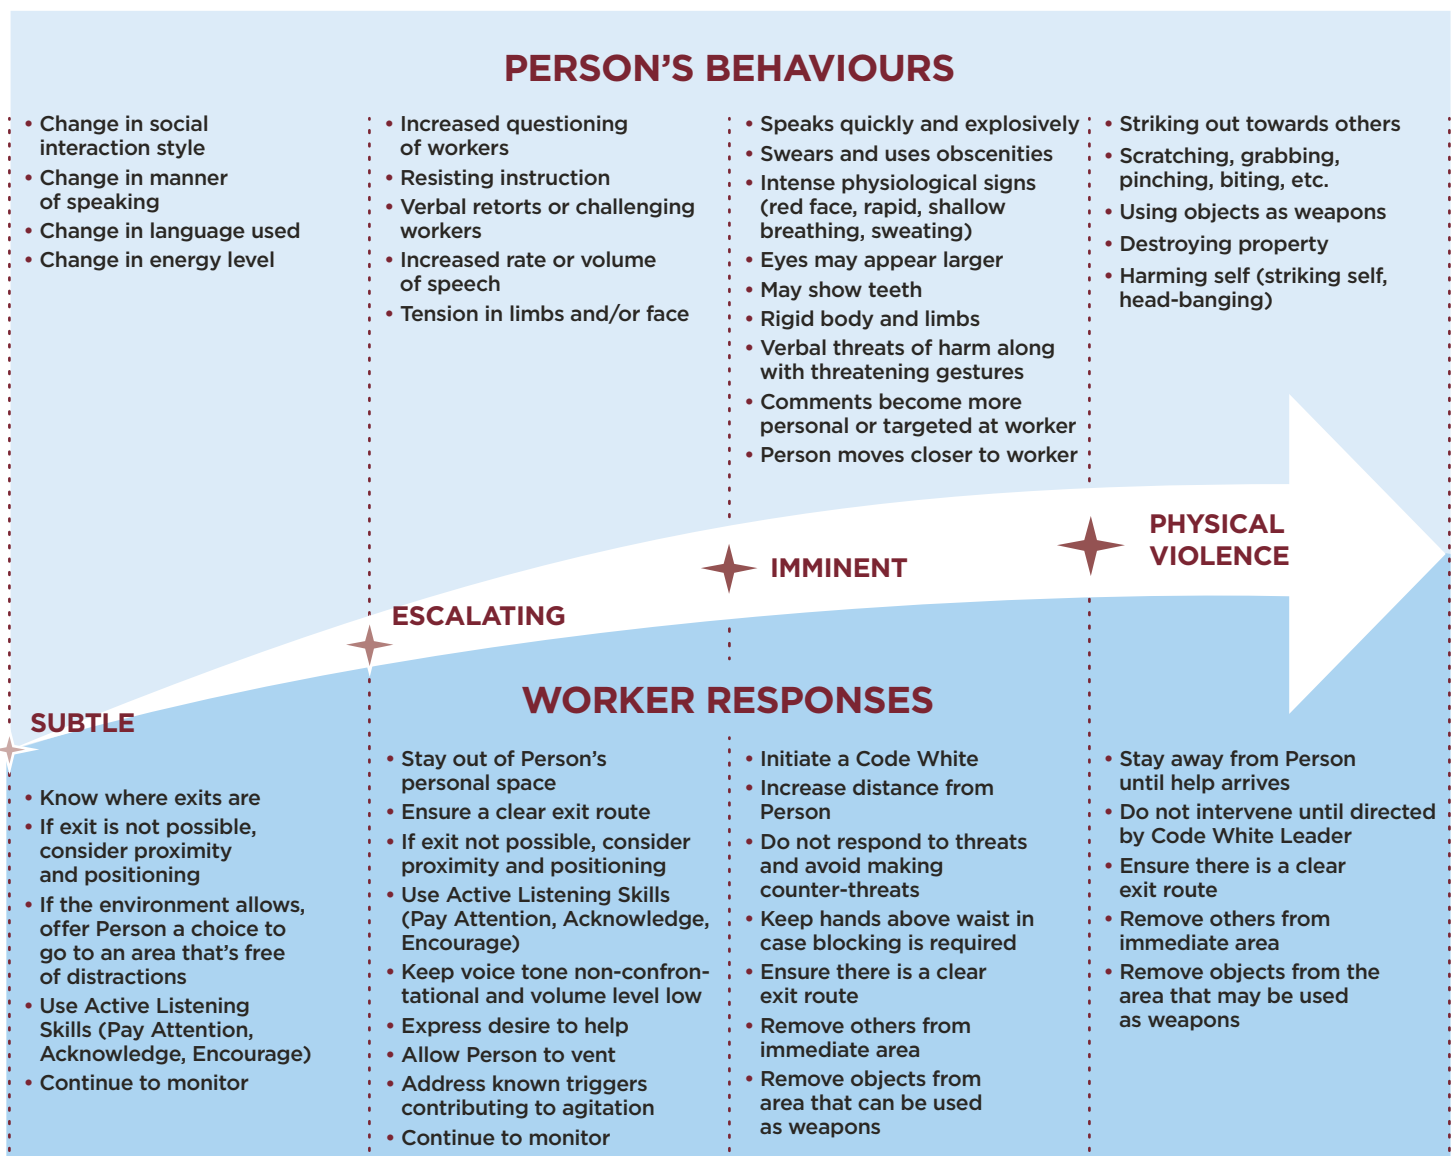 PERSON’S BEHAVIOURS
• Change in social
interaction style
• Change in manner
of speaking
• Change in language used
• Change in energy level
• Increased questioning
of workers
• Resisting instruction
• Verbal retorts or challenging
workers
• Increased rate or volume
of speech
• Tension in limbs and/or face
• Speaks quickly and explosively
• Swears and uses obscenities
• Intense physiological signs
(red face, rapid, shallow
breathing, sweating)
• Eyes may appear larger
• May show teeth
• Rigid body and limbs
• Verbal threats of harm along
with threatening gestures
• Comments become more
personal or targeted at worker
• Person moves closer to worker
• Striking out towards others
• Scratching, grabbing,
pinching, biting, etc.
• Using objects as weapons
• Destroying property
• Harming self (striking self,
head-banging)
SUBTLE
ESCALATING
IMMINENT
PHYSICAL
VIOLENCE
WORKER RESPONSES
• Know where exits are
• If exit is not possible,
consider proximity
and positioning
• If the environment allows,
offer Person a choice to
go to an area that’s free
of distractions
• Use Active Listening
Skills (Pay Attention,
Acknowledge, Encourage)
• Continue to monitor
• Stay out of Person’s
personal space
• Ensure a clear exit route
• If exit not possible, consider
proximity and positioning
• Use Active Listening Skills
(Pay Attention, Acknowledge,
Encourage)
• Keep voice tone non-confron-
tational and volume level low
• Express desire to help
• Allow Person to vent
• Address known triggers
contributing to agitation
• Continue to monitor
• Initiate a Code White
• Increase distance from
Person
• Do not respond to threats
and avoid making
counter-threats
• Keep hands above waist in
case blocking is required
• Ensure there is a clear
exit route
• Remove others from
immediate area
• Remove objects from
area that can be used
as weapons
• Stay away from Person
until help arrives
• Do not intervene until directed
by Code White Leader
• Ensure there is a clear
exit route
• Remove others from
immediate area
• Remove objects from the
area that may be used
as weapons